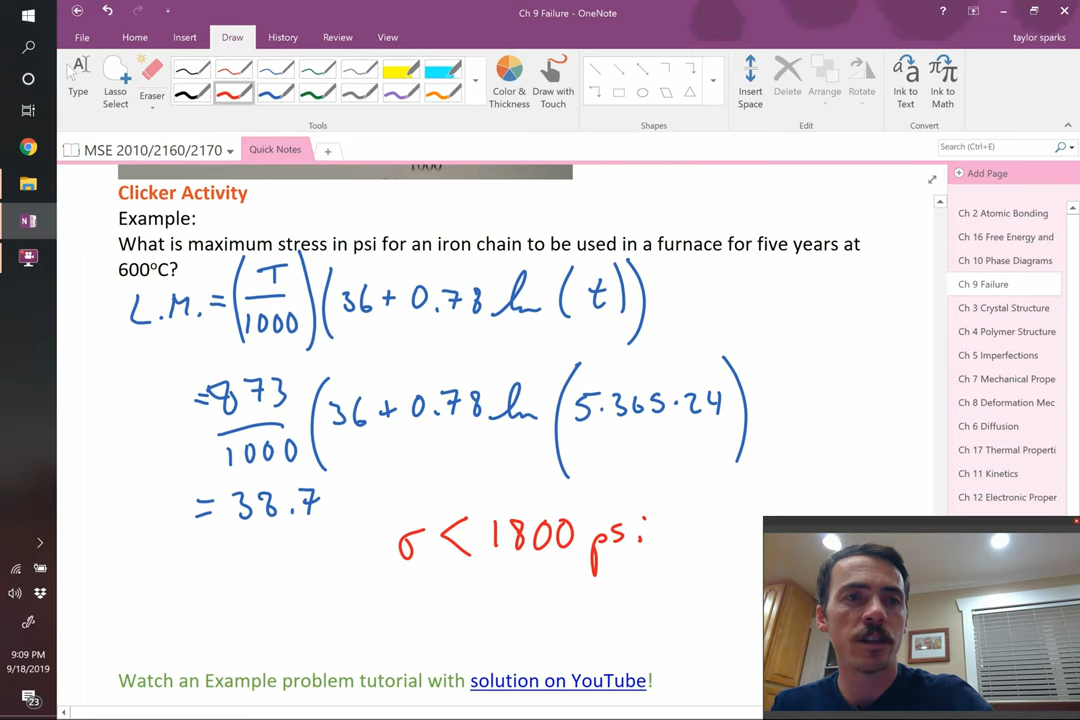 Ch 9 Failure - OneNote
taylor sparks
File Home Insert Draw History Review View
Type
Lasso Select
Eraser
Color & Thickness
Draw with Touch
Insert Space
Delete
Arrange
Rotate
Ink to Text
Ink to Math
Tools
Shapes
Edit
Convert
MSE 2010/2160/2170
Quick Notes
Search (Ctrl+E)
1000
Clicker Activity
Example:
What is maximum stress in psi for an iron chain to be used in a furnace for five years at
600°C?
L.M. = (T/1000)(36 + 0.78 ln (t))
= 873/1000 (36 + 0.78 ln (5·365·24)
= 38.7
σ < 1800 psi
Watch an Example problem tutorial with solution on YouTube!
Add Page
Ch 2 Atomic Bonding
Ch 16 Free Energy and
Ch 10 Phase Diagrams
Ch 9 Failure
Ch 3 Crystal Structure
Ch 4 Polymer Structure
Ch 5 Imperfections
Ch 7 Mechanical Prope
Ch 8 Deformation Mec
Ch 6 Diffusion
Ch 17 Thermal Properti
Ch 11 Kinetics
Ch 12 Electronic Proper
9:09 PM
9/18/2019
23